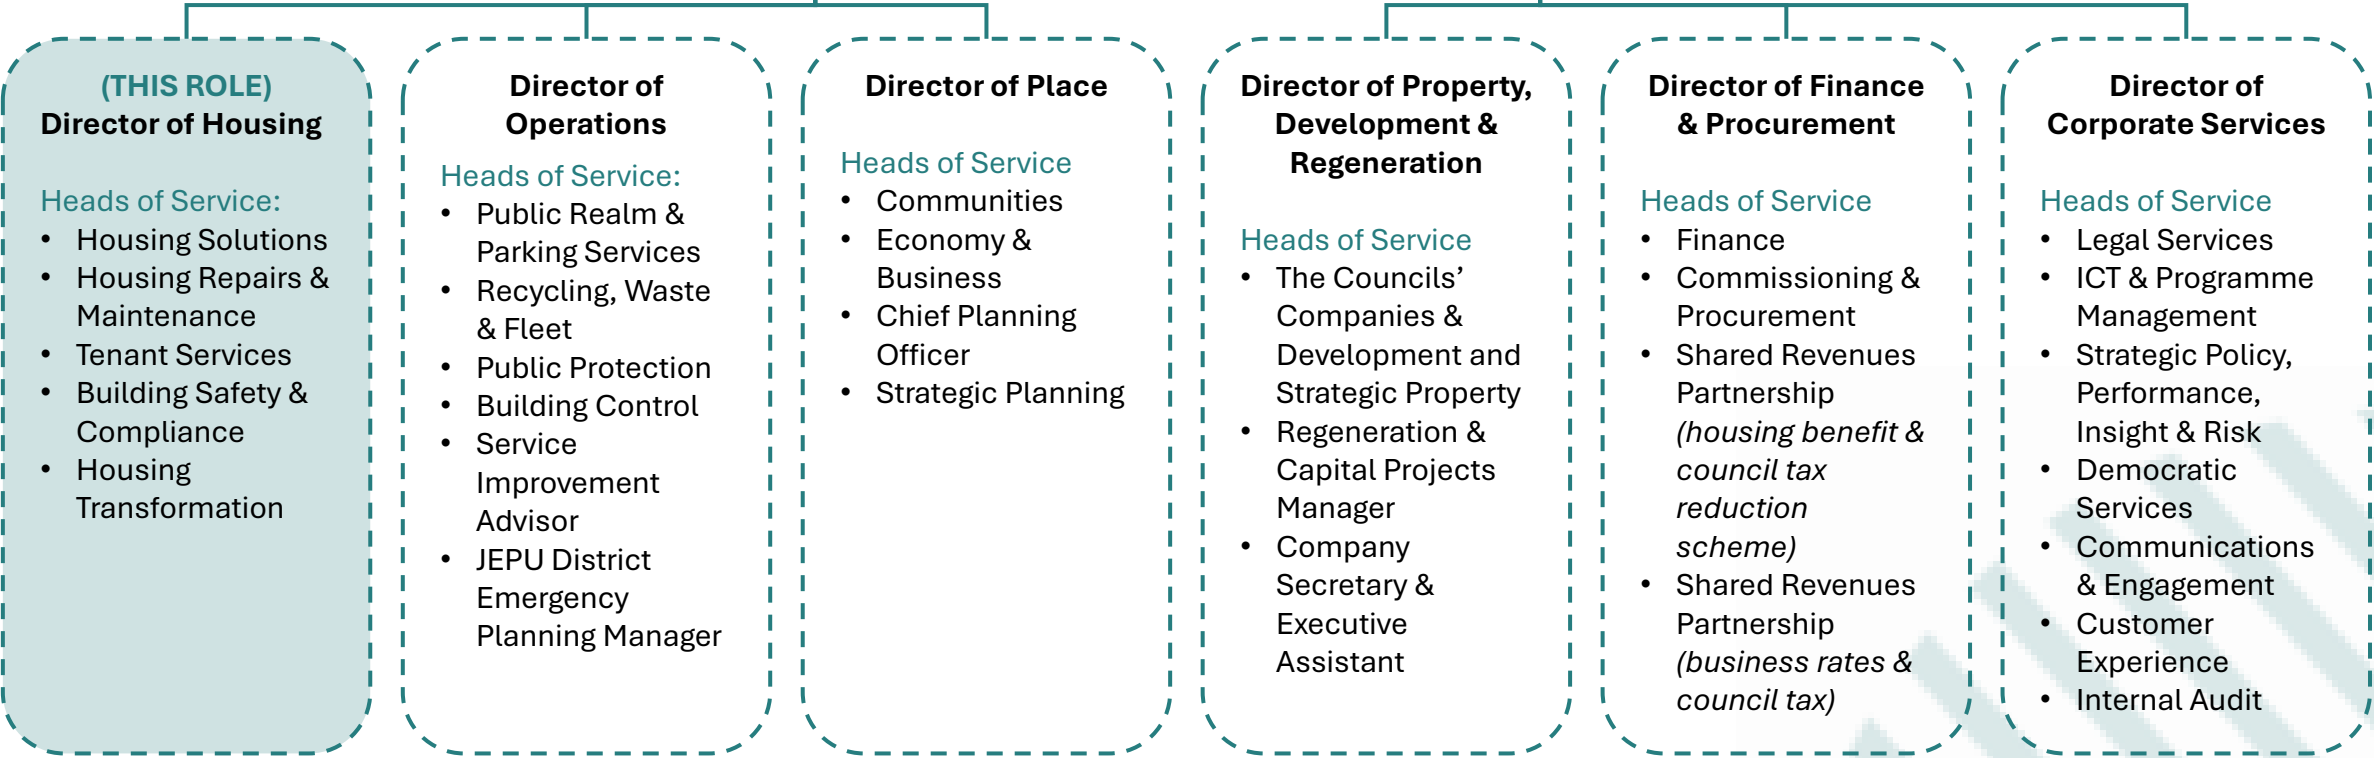 (THIS ROLE)
Director of Housing
Heads of Service:
• Housing Solutions
• Housing Repairs &
Maintenance
• Tenant Services
• Building Safety &
Compliance
• Housing
Transformation
Director of
Operations
Heads of Service:
• Public Realm &
Parking Services
• Recycling, Waste
& Fleet
• Public Protection
• Building Control
• Service
Improvement
Advisor
• JEPU District
Emergency
Planning Manager
Director of Place
Heads of Service
• Communities
• Economy &
Business
• Chief Planning
Officer
• Strategic Planning
Director of Property,
Development &
Regeneration
Heads of Service
• The Councils’
Companies &
Development and
Strategic Property
• Regeneration &
Capital Projects
Manager
• Company
Secretary &
Executive
Assistant
Director of Finance
& Procurement
Heads of Service
• Finance
• Commissioning &
Procurement
• Shared Revenues
Partnership
(housing benefit &
council tax
reduction
scheme)
• Shared Revenues
Partnership
(business rates &
council tax)
Director of
Corporate Services
Heads of Service
• Legal Services
• ICT & Programme
Management
• Strategic Policy,
Performance,
Insight & Risk
• Democratic
Services
• Communications
& Engagement
• Customer
Experience
• Internal Audit